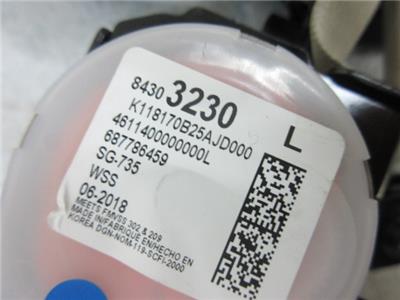 8430 3230
L
K118170B25AJD000
4611400000000L
687786459
SG-735
WSS
06-2018
MEETS FMVSS 302 & 209
MADE IN/FABRIQUE EN/HECHO EN
KOREA DGN-NOM-119-SCFI-2000